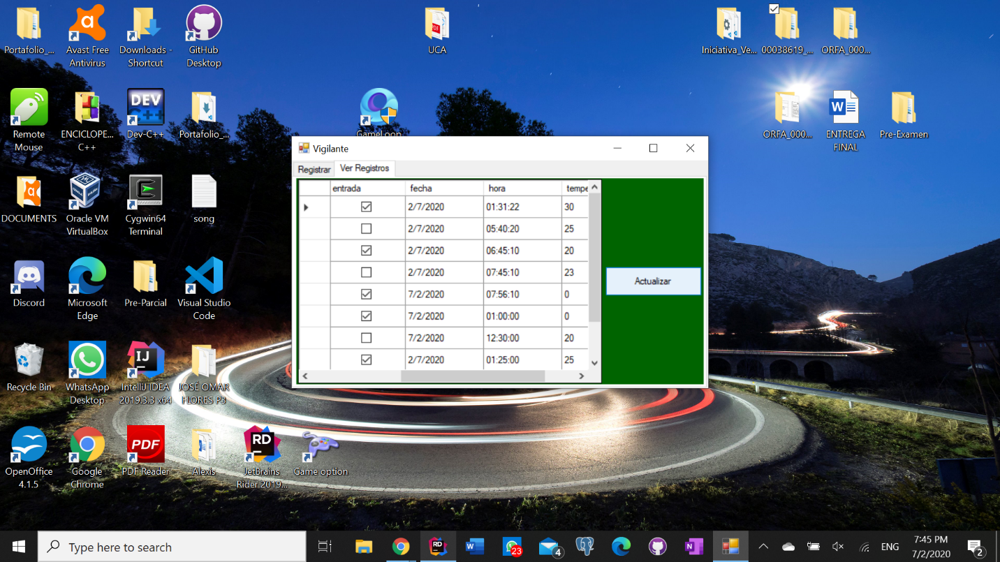 Portafolio_...
Avast Free
Antivirus
Downloads -
Shortcut
GitHub
Desktop
UCA
Iniciativa_Ve...
00038619_...
ORFA_000...
Remote
Mouse
ENCICLOPE...
C++
Dev-C++
Portafolio_...
GameLoop
ORFA_000...
ENTREGA
FINAL
Pre-Examen
DOCUMENTS
Oracle VM
VirtualBox
Cygwin64
Terminal
song
Discord
Microsoft
Edge
Pre-Parcial
Visual Studio
Code
Recycle Bin
WhatsApp
Desktop
IntelliJ IDEA
2019.3.3 x64
JOSÉ OMAR
FLORES P3
OpenOffice
4.1.5
Google
Chrome
PDF Reader
Alexis
JetBrains
Rider 2019...
Game option
DEV
C++
PDF
PDF
W
IJ
RD
Vigilante
Registrar Ver Registros
entrada fecha hora tempe
2/7/2020 01:31:22 30
2/7/2020 05:40:20 25
2/7/2020 06:45:10 20
2/7/2020 07:45:10 23
7/2/2020 07:56:10 0
7/2/2020 01:00:00 0
7/2/2020 12:30:00 20
2/7/2020 01:25:00 25
Actualizar
Type here to search
RD
W
23
4
N
ENG
7:45 PM
7/2/2020
2